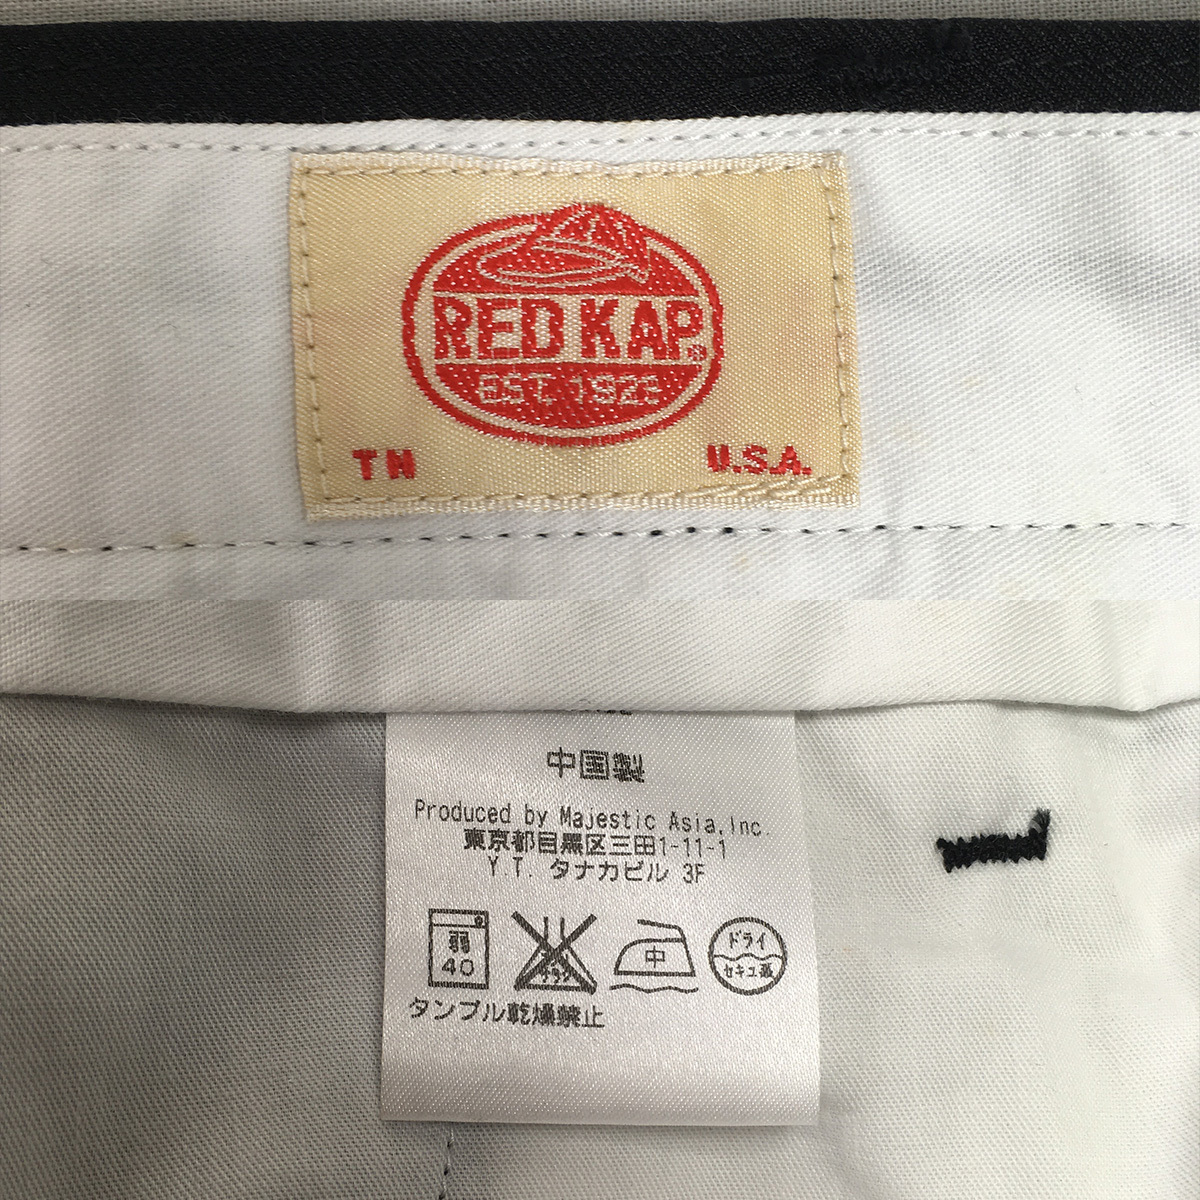 RED KAP®
EST. 1923
TN U.S.A.
中国製
Produced by Majestic Asia,Inc.
東京都目黒区三田1-11-1
Y.T. タナカビル 3F
弱
40
中
ドライ
セキユ系
タンブル乾燥禁止